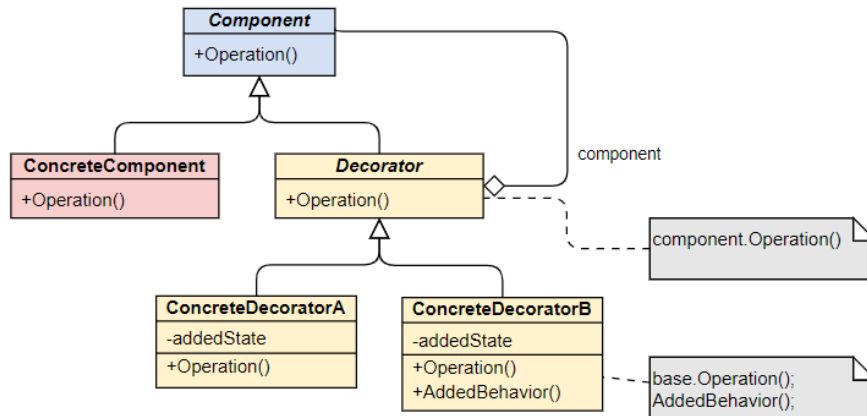 Component
+Operation()
component
ConcreteComponent
+Operation()
Decorator
+Operation()
component.Operation()
ConcreteDecoratorA
-addedState
+Operation()
ConcreteDecoratorB
-addedState
+Operation()
+AddedBehavior()
base.Operation();
AddedBehavior();